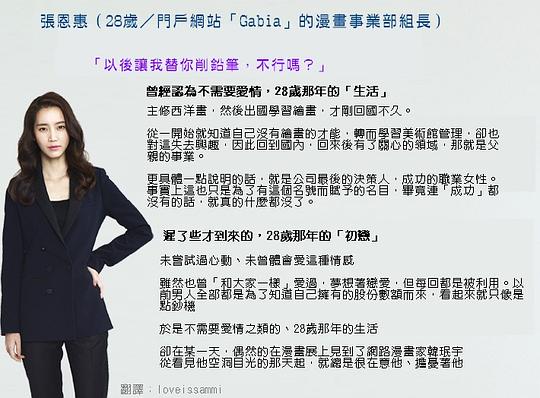 張恩惠（28歲／門戶網站「Gabia」的漫畫事業部組長）
「以後讓我替你削鉛筆，不行嗎？」
曾經認為不需要愛情，28歲那年的「生活」
主修西洋畫，然後出國學習繪畫，才剛回國不久。
從一開始就知道自己沒有繪畫的才能，轉而學習美術館管理，卻也
對這失去興趣，因此回到國內，回來後有了關心的領域，那就是父
親的事業。
更具體一點說明的話，就是公司最後的決策人，成功的職業女性。
事實上這也只是為了有這個名號而賦予的名目，畢竟連「成功」都
沒有的話，就真的什麼都沒了。
遲了些才到來的，28歲那年的「初戀」
未嘗試過心動、未曾體會愛這種情感
雖然也曾「和大家一樣」愛過，夢想著戀愛，但每回都是被利用。以
前男人全部都是為了知道自己擁有的股份數額而來，看起來就只像是
點鈔機
於是不需要愛情之類的、28歲那年的生活
卻在某一天，偶然的在漫畫展上見到了網路漫畫家韓珉宇
從看見他空洞目光的那天起，就總是很在意他、擔憂著他
翻譯：loveissammi